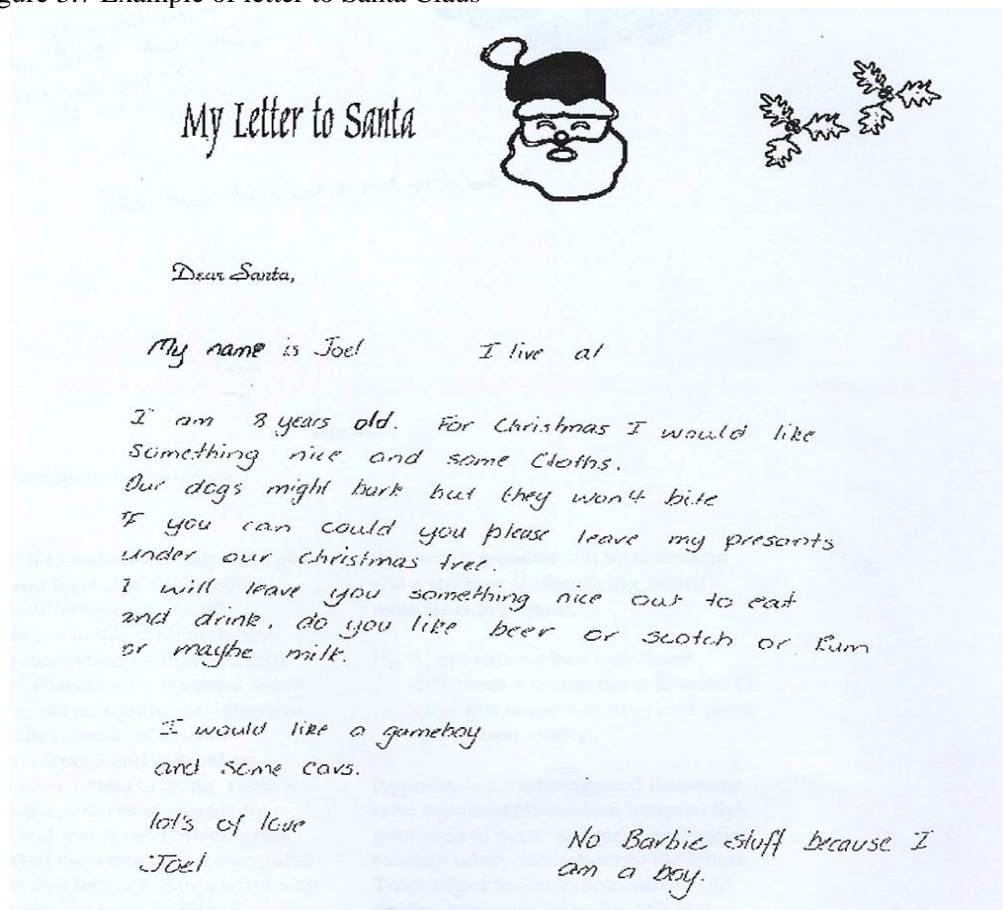 gure 3.7 Example of letter to Santa Claus
My Letter to Santa
Dear Santa,
My name is Joel I live at
I am 8 years old. For Christmas I would like
Something nice and some Cloths.
Our dogs might bark but they won't bite
If you can could you please leave my presants
under our christmas tree.
I will leave you something nice out to eat
and drink, do you like beer or scotch or Rum
or maybe milk.
I would like a gameboy
and some cars.
lot's of love
Joel
No Barbie stuff because I
am a boy.